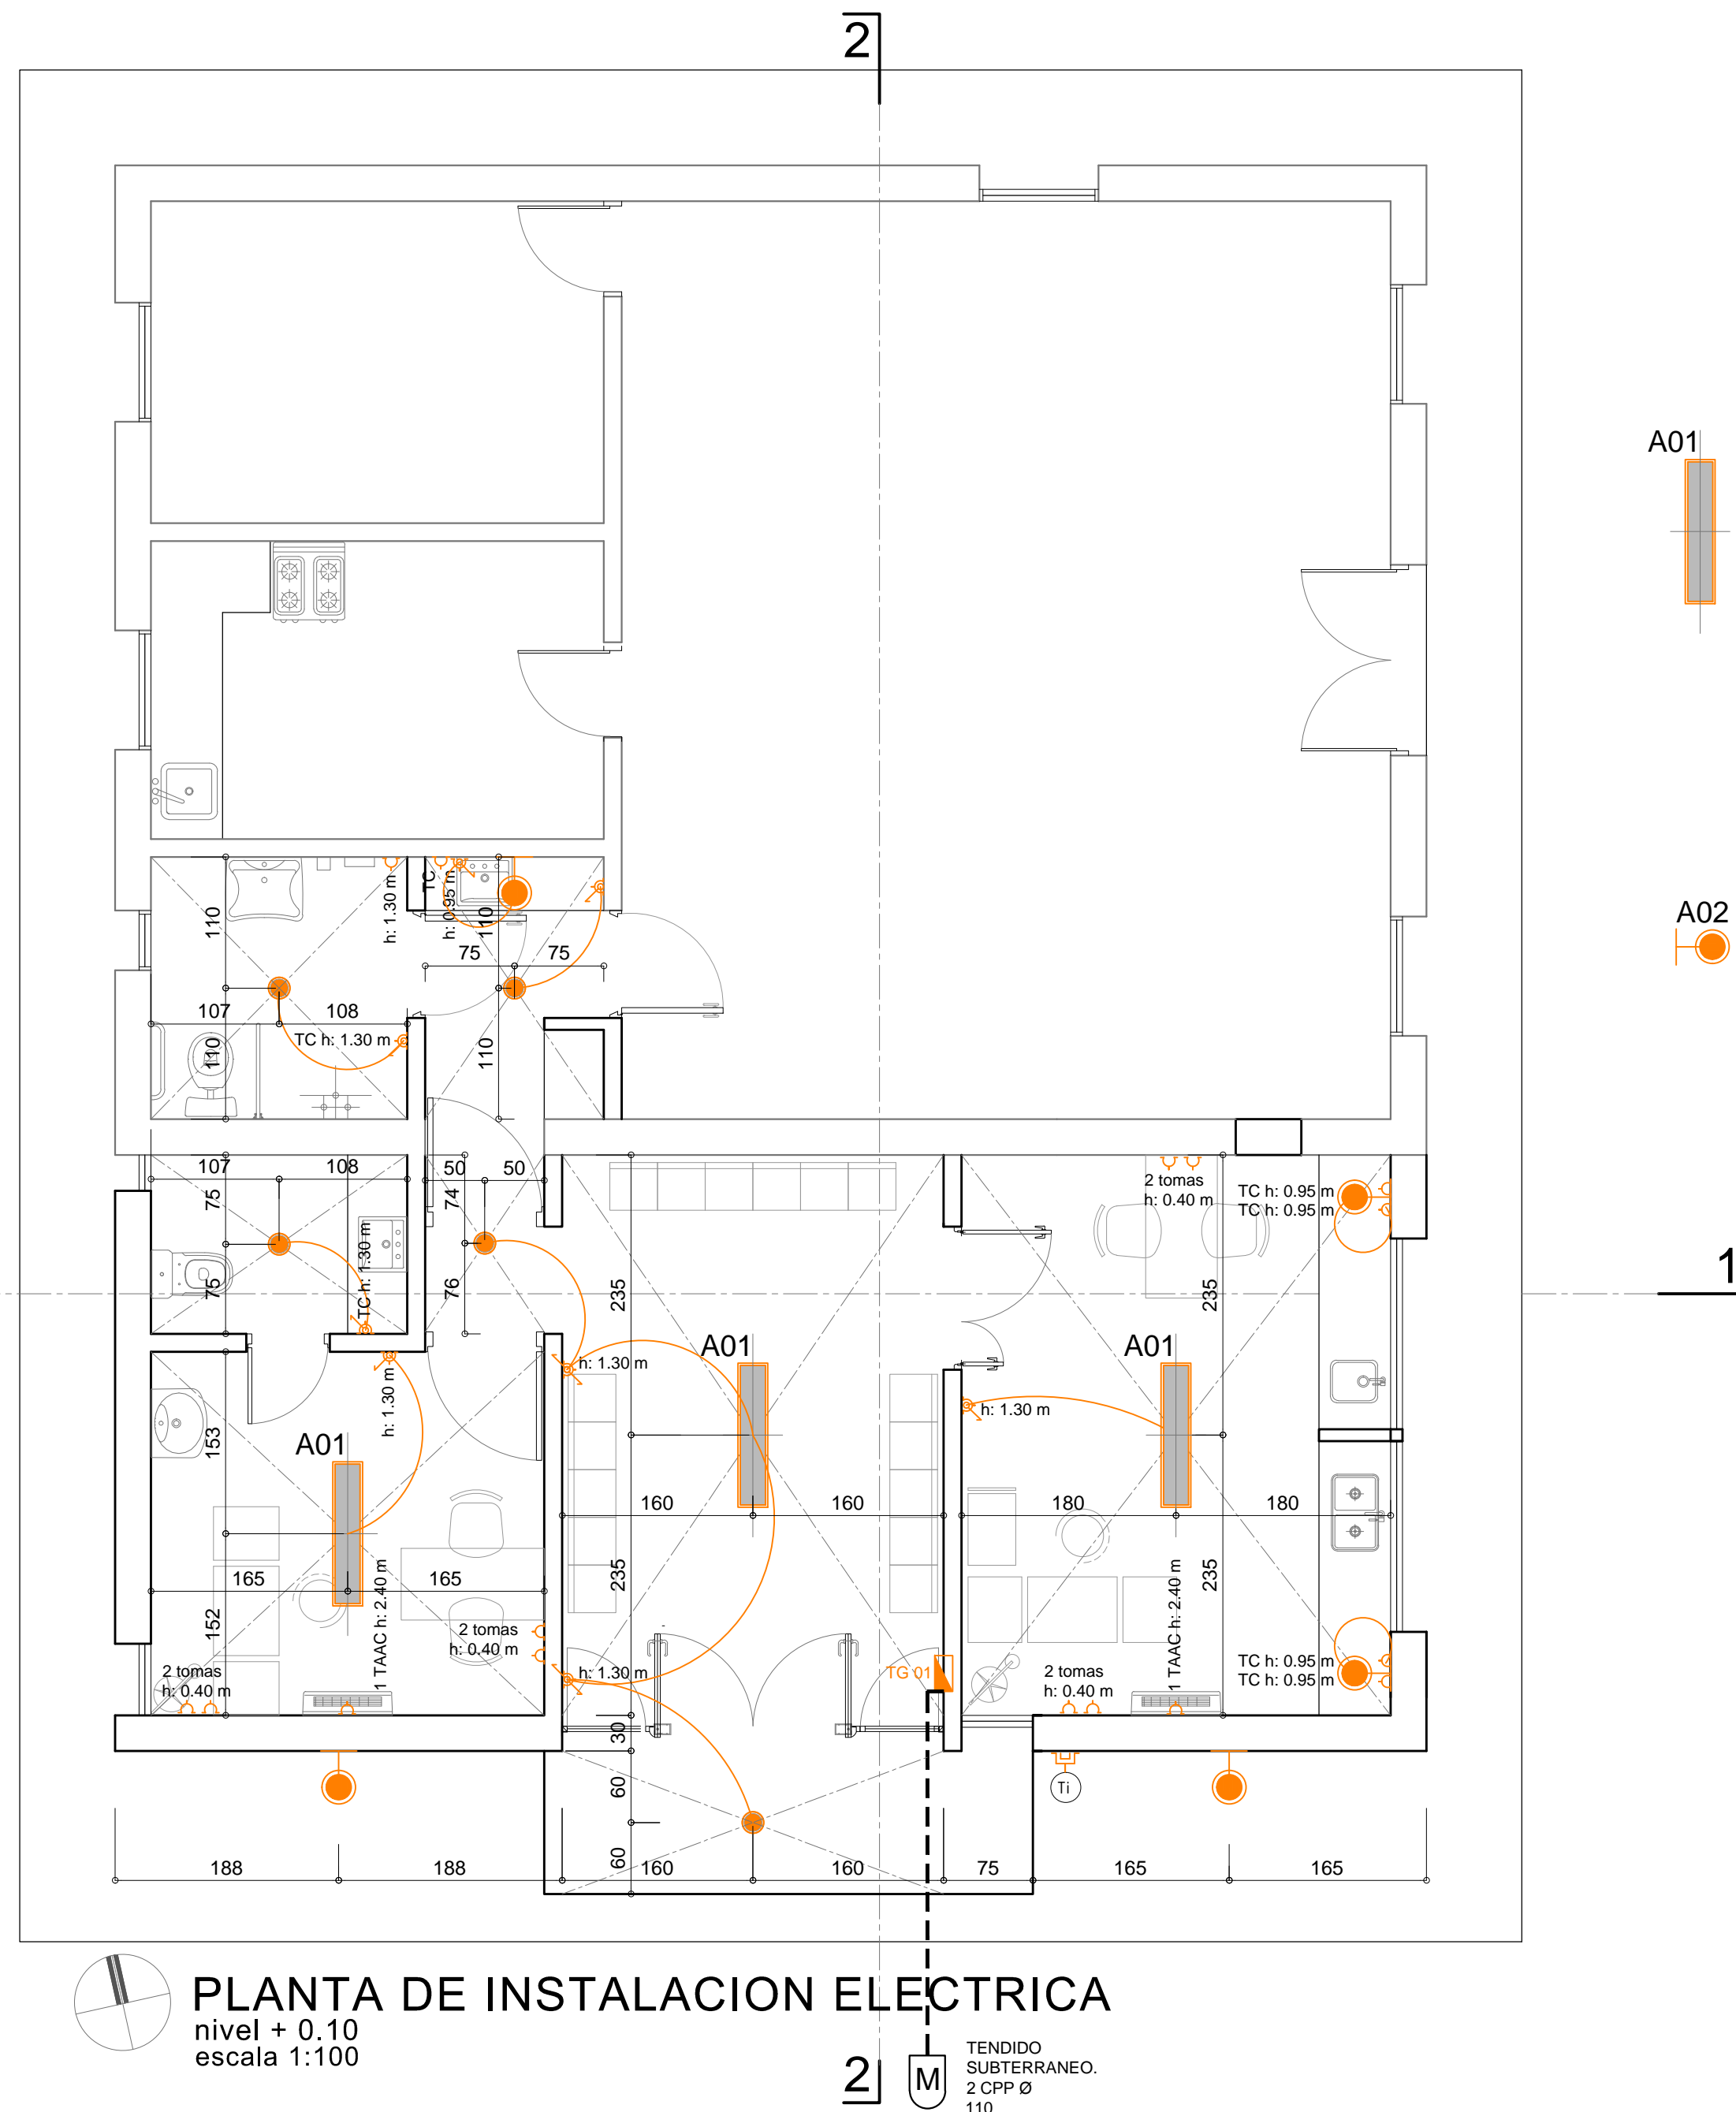 2
A01
A02
h: 1.30 m
TC
h: 0.95 m
110
110
75
75
107
108
TC h: 1.30 m
110
110
107
108
50
50
75
74
2 tomas
h: 0.40 m
TC h: 0.95 m
TC h: 0.95 m
TC h: 1.30 m
75
76
235
235
1
A01
A01
h: 1.30 m
h: 1.30 m
h: 1.30 m
A01
153
160
160
180
180
165
165
152
235
235
1 TAAC h: 2.40 m
1 TAAC h: 2.40 m
2 tomas
h: 0.40 m
2 tomas
h: 0.40 m
h: 1.30 m
TG 01
2 tomas
h: 0.40 m
TC h: 0.95 m
TC h: 0.95 m
30
60
Ti
60
188
188
160
160
75
165
165
PLANTA DE INSTALACION ELECTRICA
nivel + 0.10
escala 1:100
2
M
TENDIDO
SUBTERRANEO.
2 CPP Ø
110